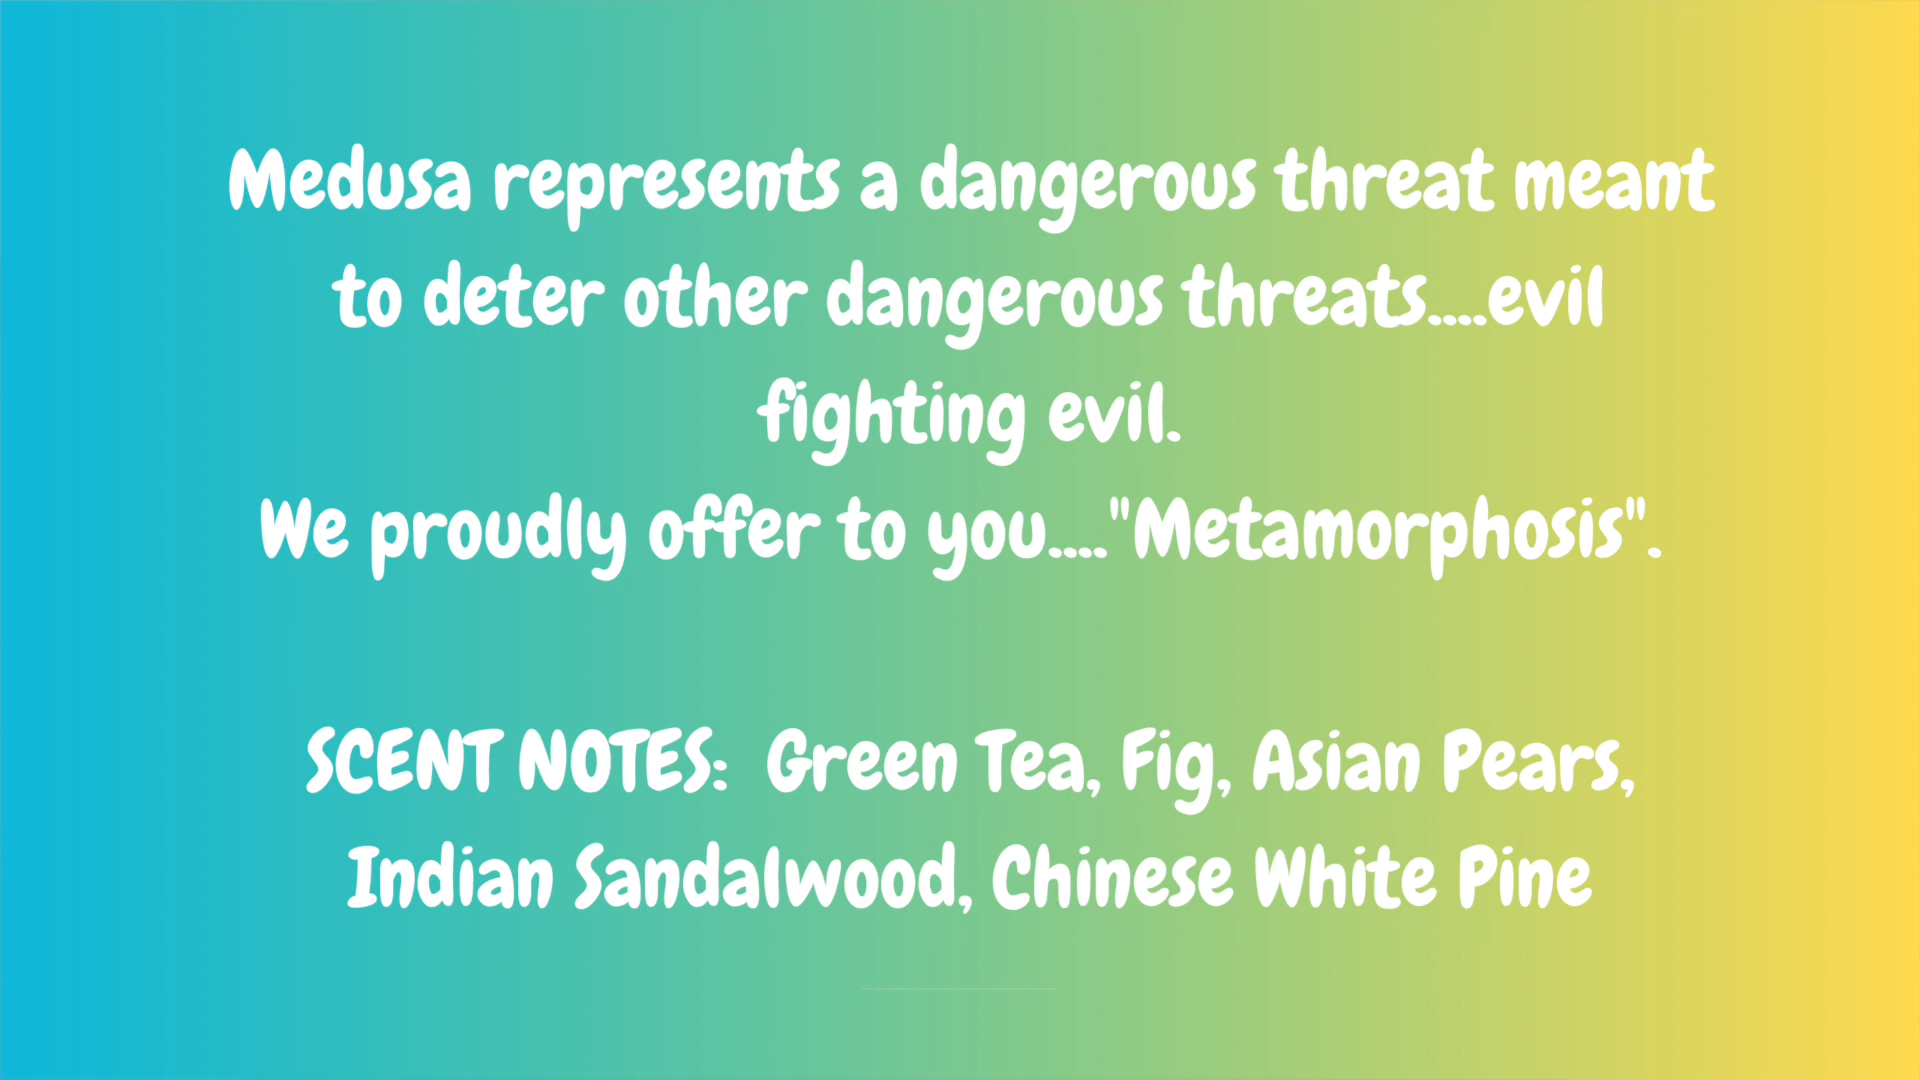 Medusa represents a dangerous threat meant
to deter other dangerous threats....evil
fighting evil.
We proudly offer to you...."Metamorphosis".
SCENT NOTES:  Green Tea, Fig, Asian Pears,
Indian Sandalwood, Chinese White Pine